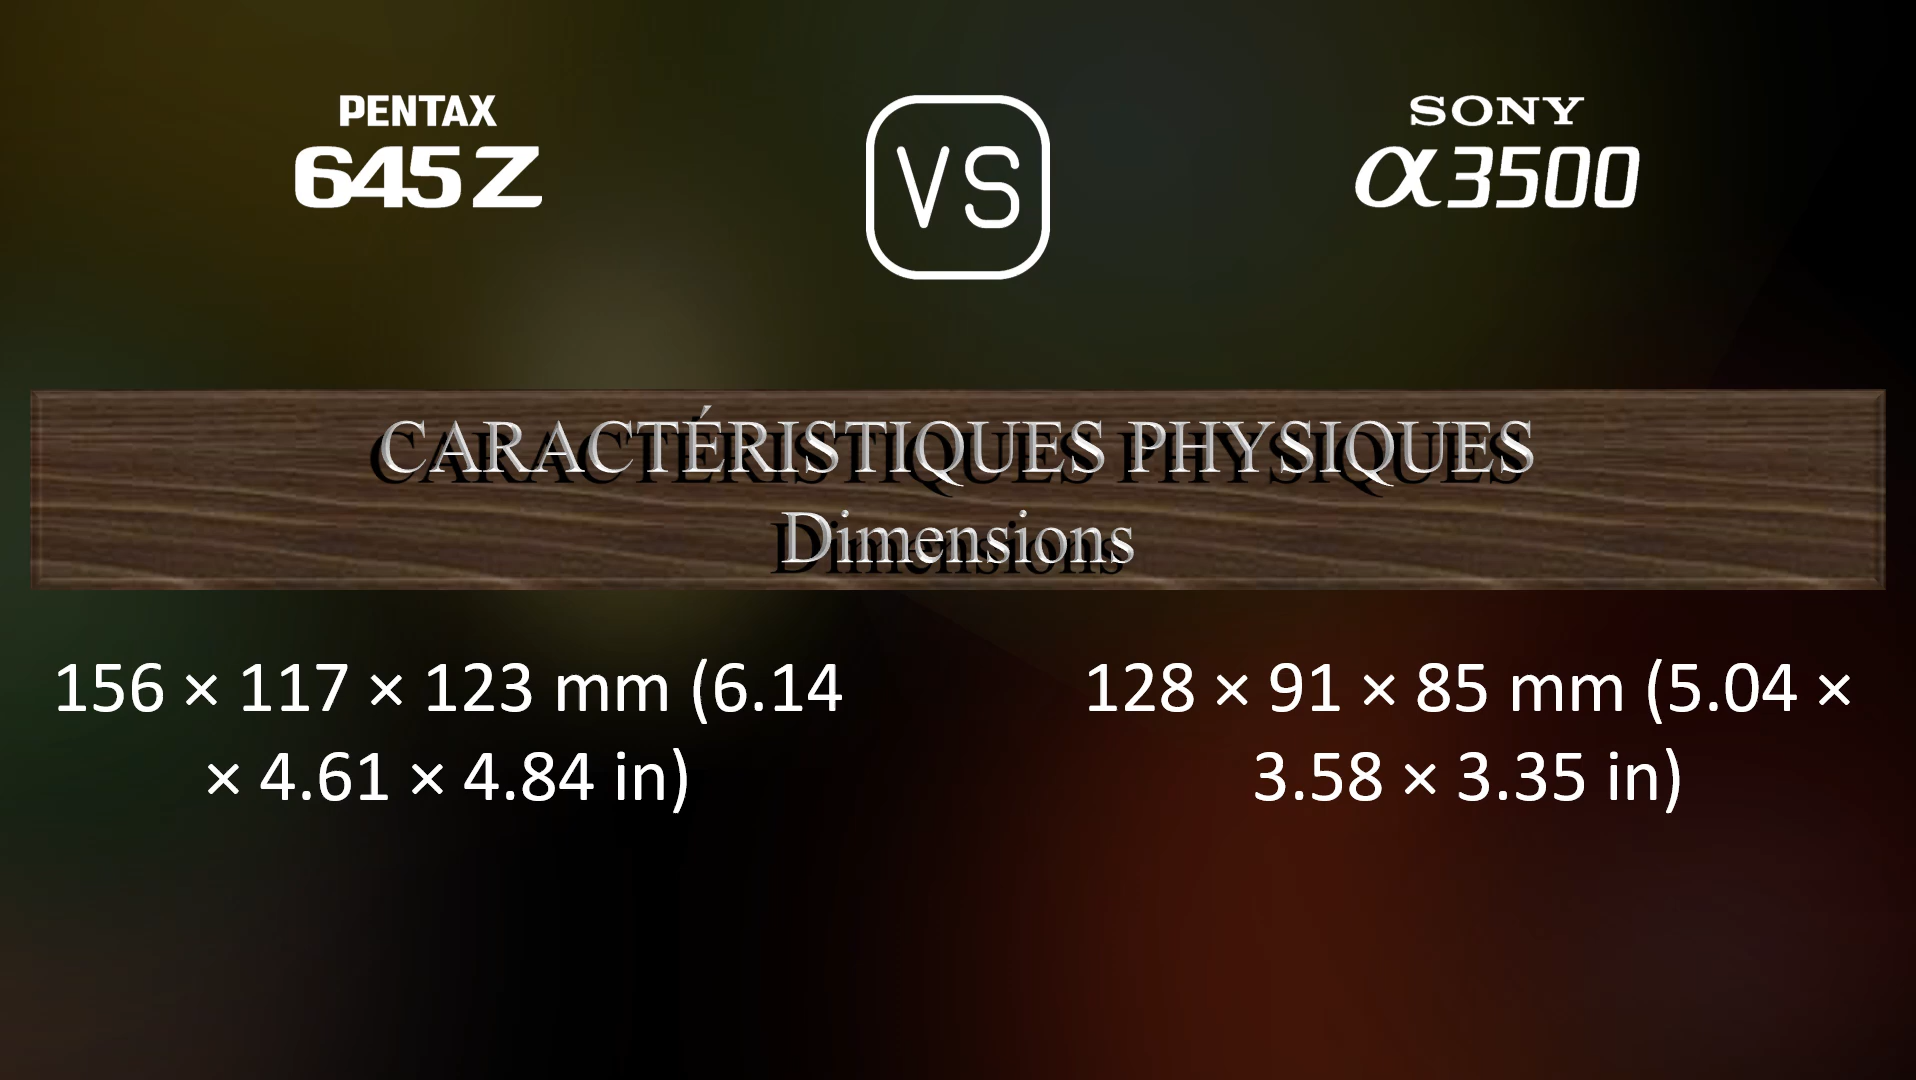 PENTAX
645Z
VS
SONY
α3500
CARACTÉRISTIQUES PHYSIQUES
Dimensions
156 × 117 × 123 mm (6.14
× 4.61 × 4.84 in)
128 × 91 × 85 mm (5.04 ×
3.58 × 3.35 in)